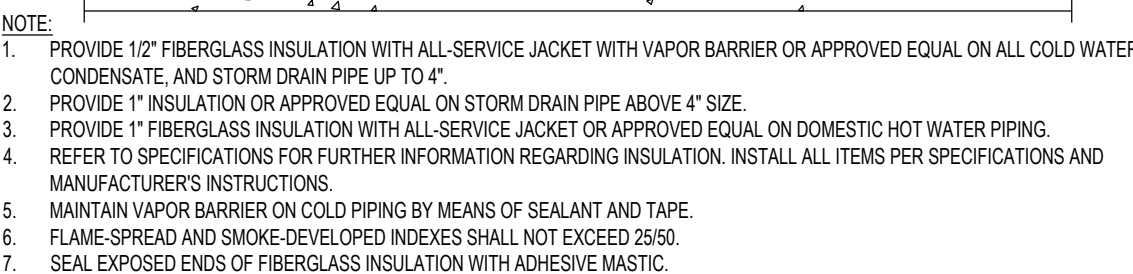 NOTE:
1. PROVIDE 1/2" FIBERGLASS INSULATION WITH ALL-SERVICE JACKET WITH VAPOR BARRIER OR APPROVED EQUAL ON ALL COLD WATER
CONDENSATE, AND STORM DRAIN PIPE UP TO 4".
2. PROVIDE 1" INSULATION OR APPROVED EQUAL ON STORM DRAIN PIPE ABOVE 4" SIZE.
3. PROVIDE 1" FIBERGLASS INSULATION WITH ALL-SERVICE JACKET OR APPROVED EQUAL ON DOMESTIC HOT WATER PIPING.
4. REFER TO SPECIFICATIONS FOR FURTHER INFORMATION REGARDING INSULATION. INSTALL ALL ITEMS PER SPECIFICATIONS AND
MANUFACTURER'S INSTRUCTIONS.
5. MAINTAIN VAPOR BARRIER ON COLD PIPING BY MEANS OF SEALANT AND TAPE.
6. FLAME-SPREAD AND SMOKE-DEVELOPED INDEXES SHALL NOT EXCEED 25/50.
7. SEAL EXPOSED ENDS OF FIBERGLASS INSULATION WITH ADHESIVE MASTIC.